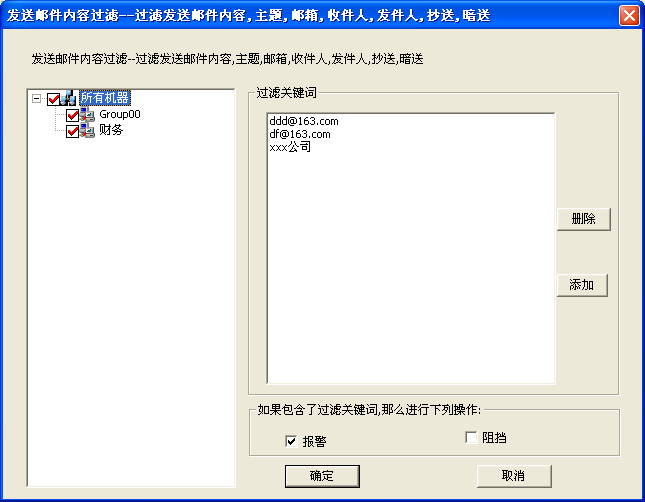 发送邮件内容过滤--过滤发送邮件内容,主题,邮箱,收件人,发件人,抄送,暗送
发送邮件内容过滤--过滤发送邮件内容,主题,邮箱,收件人,发件人,抄送,暗送
所有机器
Group00
财务
过滤关键词
ddd@163.com
df@163.com
xxx公司
删除
添加
如果包含了过滤关键词,那么进行下列操作:
报警
阻挡
确定
取消